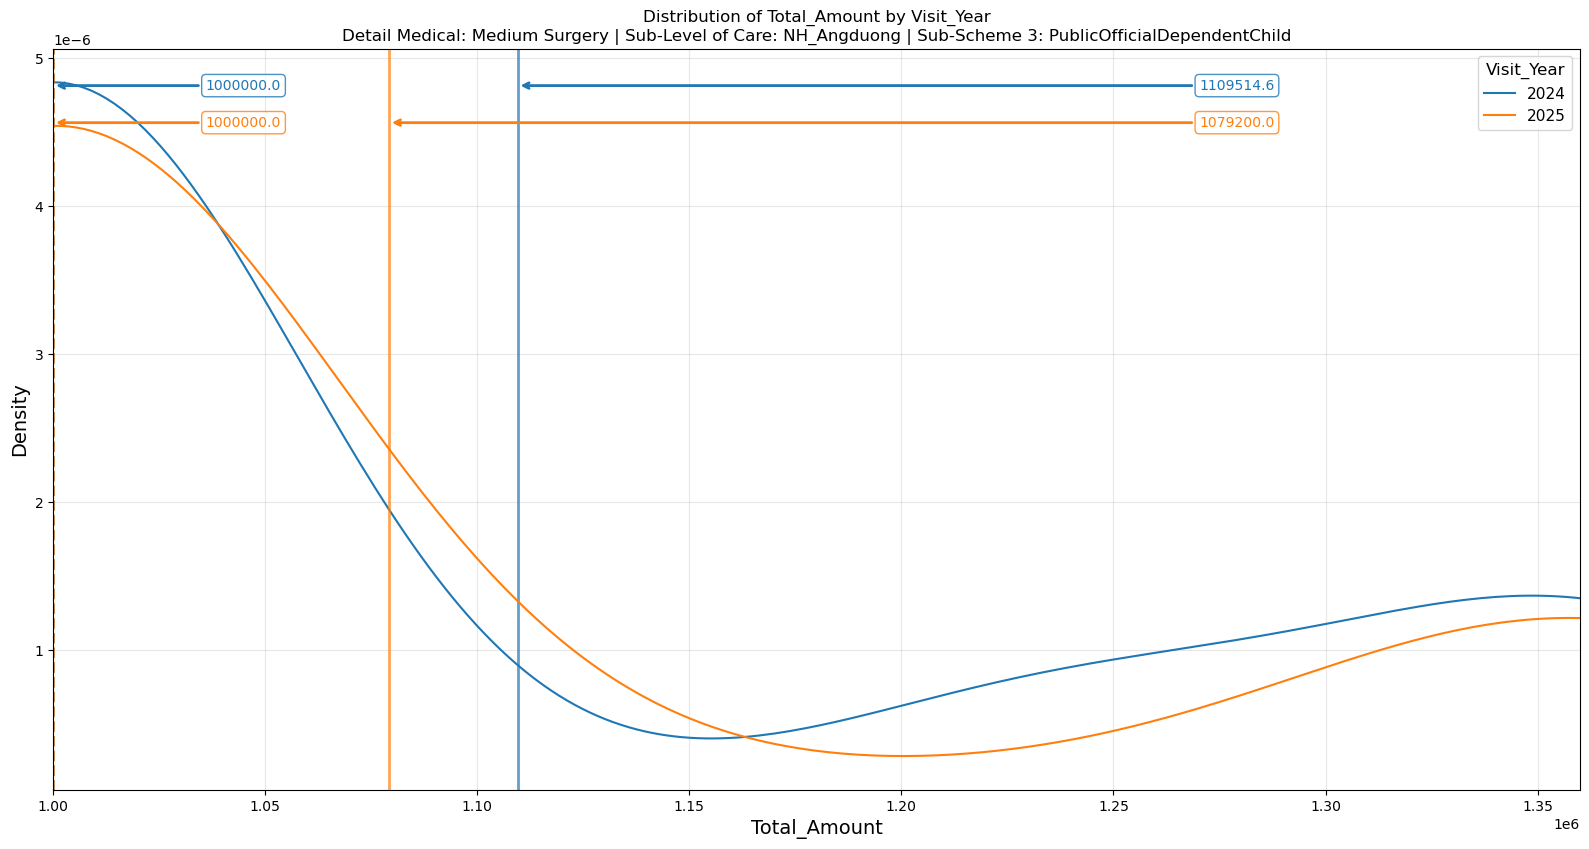 Distribution of Total_Amount by Visit_Year
Detail Medical: Medium Surgery | Sub-Level of Care: NH_Angduong | Sub-Scheme 3: PublicOfficialDependentChild
1e−6
5
4
3
2
1
Density
1000000.0
1109514.6
1000000.0
1079200.0
Visit_Year
2024
2025
1.00
1.05
1.10
1.15
1.20
1.25
1.30
1.35
1e6
Total_Amount